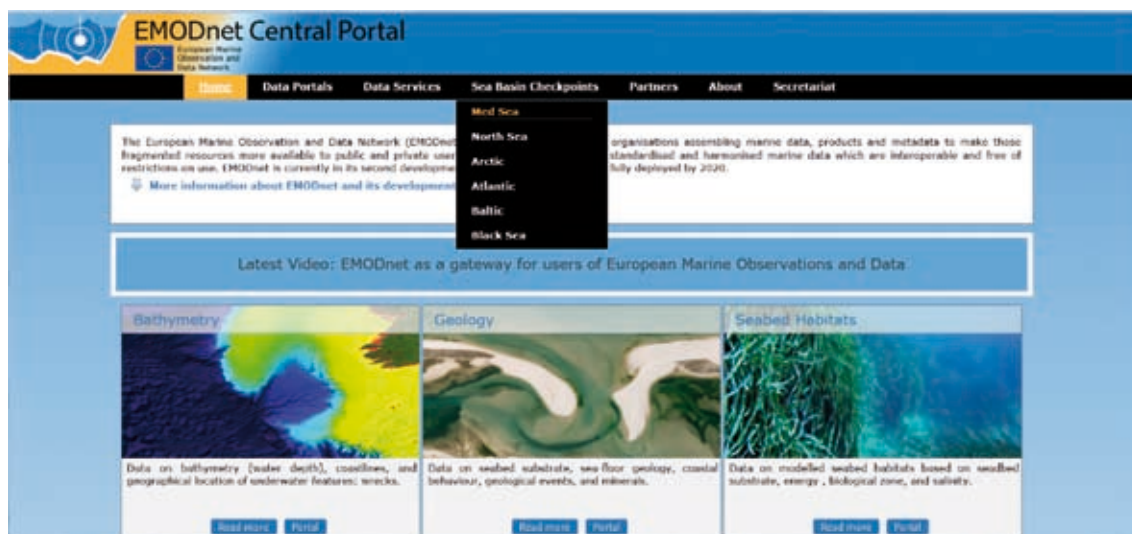 EMODnet Central Portal
European Marine
Observation and
Data Network
Home Data Portals Data Services Sea Basin Checkpoints Partners About Secretariat
Med Sea
North Sea
Arctic
Atlantic
Baltic
Black Sea
The European Marine Observation and Data Network (EMODnet organisations assembling marine data, products and metadata to make these
fragmented resources more available to public and private user standardised and harmonised marine data which are interoperable and free of
restrictions on use. EMODnet is currently in its second developme fully deployed by 2020.
More information about EMODnet and its development
Latest Video: EMODnet as a gateway for users of European Marine Observations and Data
Bathymetry Geology Seabed Habitats
Data on bathymetry (water depth), coastlines, and Data on seabed substrate, sea-floor geology, coastal Data on modelled seabed habitats based on seadbed
geographical location of underwater features: wrecks. behaviour, geological events, and minerals. substrate, energy , biological zone, and salinity.
Read more Portal Read more Portal Read more Portal